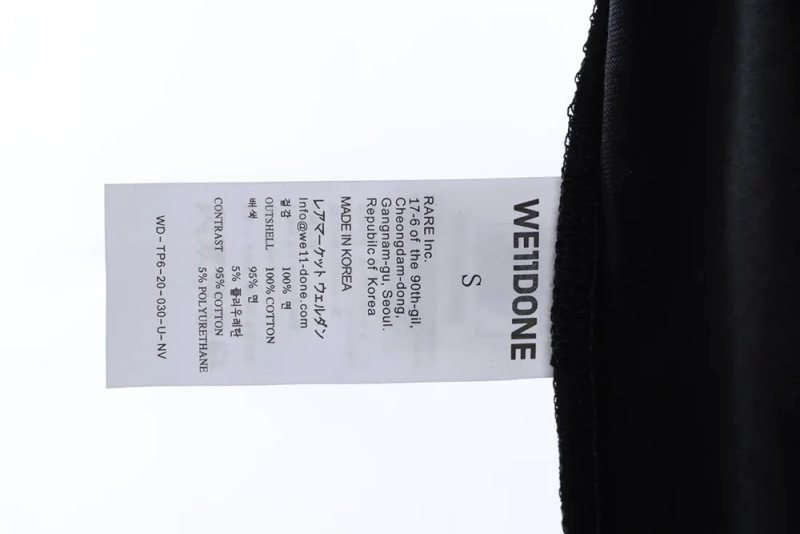 WE11DONE
S
RARE Inc.
17-6 of the 90th-gil,
Cheongdam-dong,
Gangnam-gu, Seoul.
Republic of Korea
MADE IN KOREA
レアマーケット ウェルダン
Info@we11-done.com
겉감 100% 면
OUTSHELL 100% COTTON
배색 95% 면
5% 폴리우레탄
CONTRAST 95% COTTON
5% POLYURETHANE
WD-TP6-20-030-U-NV